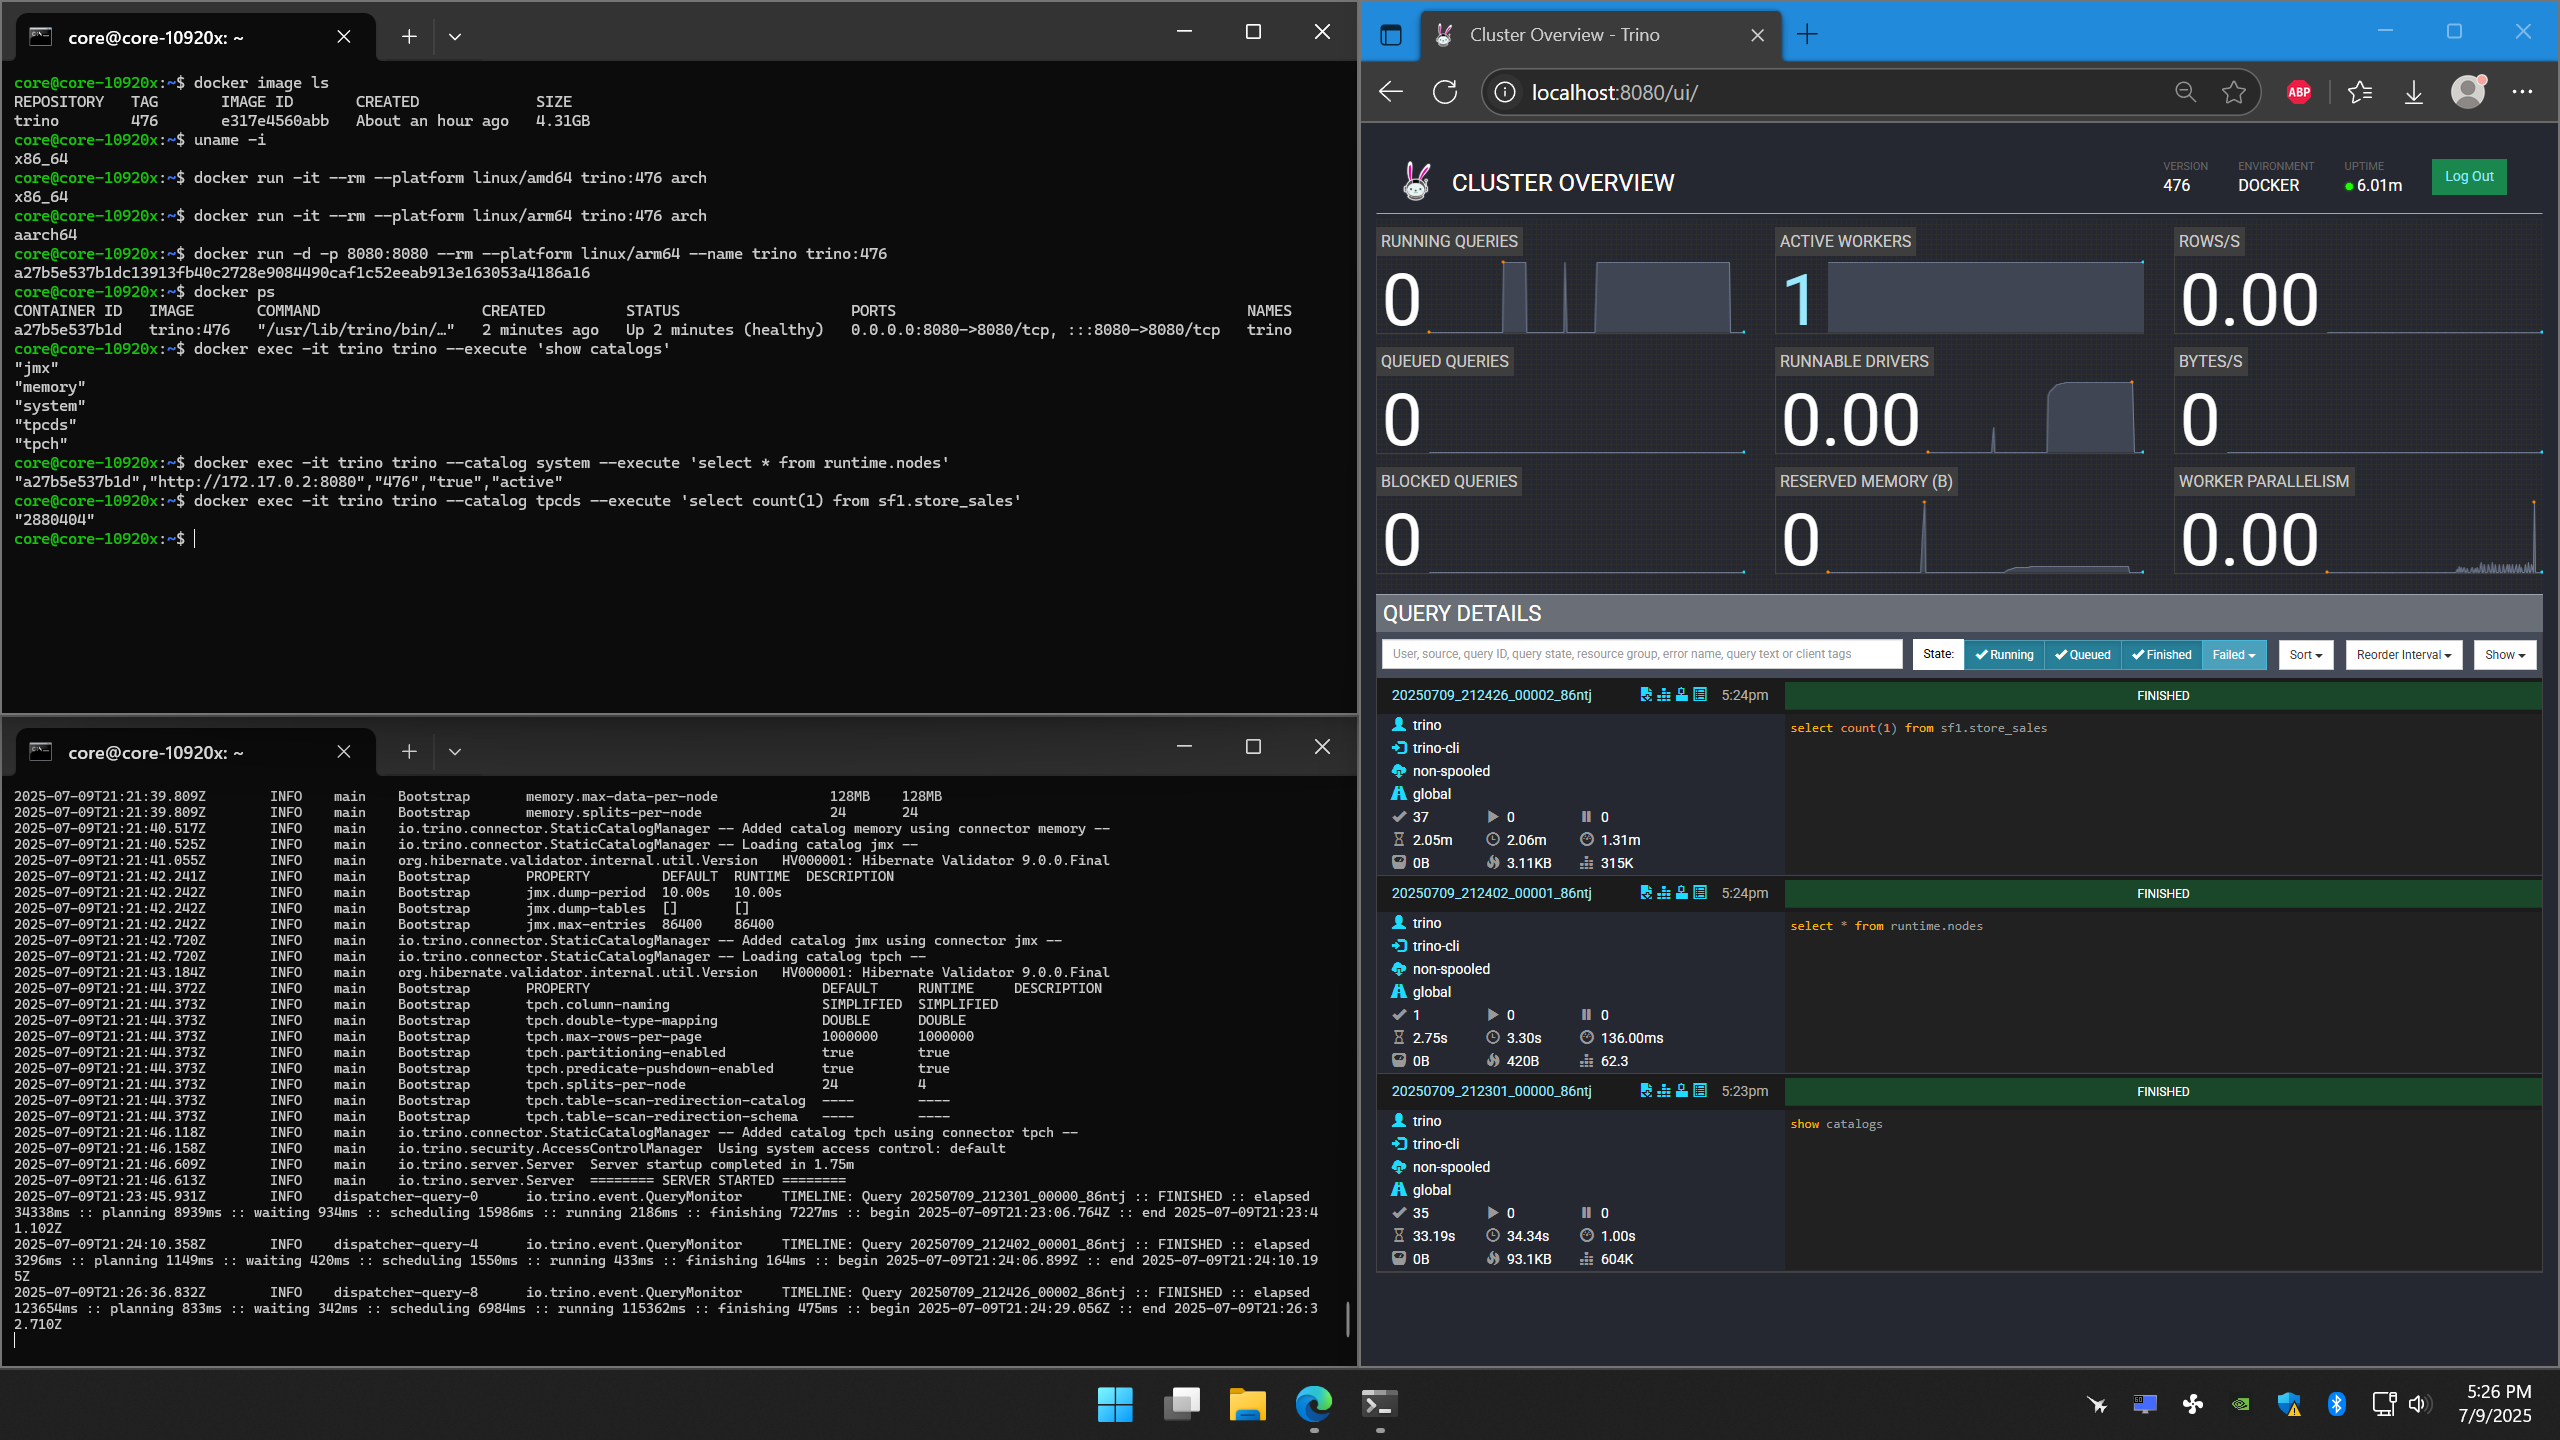 core@core-10920x: ~
core@core-10920x:~$ docker image ls
REPOSITORY   TAG       IMAGE ID       CREATED             SIZE
trino        476       e317e4560abb   About an hour ago   4.31GB
core@core-10920x:~$ uname -i
x86_64
core@core-10920x:~$ docker run -it --rm --platform linux/amd64 trino:476 arch
x86_64
core@core-10920x:~$ docker run -it --rm --platform linux/arm64 trino:476 arch
aarch64
core@core-10920x:~$ docker run -d -p 8080:8080 --rm --platform linux/arm64 --name trino trino:476
a27b5e537b1dc13913fb40c2728e9084490caf1c52eeab913e163053a4186a16
core@core-10920x:~$ docker ps
CONTAINER ID   IMAGE       COMMAND                  CREATED         STATUS                   PORTS                                       NAMES
a27b5e537b1d   trino:476   "/usr/lib/trino/bin/…"   2 minutes ago   Up 2 minutes (healthy)   0.0.0.0:8080->8080/tcp, :::8080->8080/tcp   trino
core@core-10920x:~$ docker exec -it trino trino --execute 'show catalogs'
"jmx"
"memory"
"system"
"tpcds"
"tpch"
core@core-10920x:~$ docker exec -it trino trino --catalog system --execute 'select * from runtime.nodes'
"a27b5e537b1d","http://172.17.0.2:8080","476","true","active"
core@core-10920x:~$ docker exec -it trino trino --catalog tpcds --execute 'select count(1) from sf1.store_sales'
"2880404"
core@core-10920x:~$
core@core-10920x: ~
2025-07-09T21:21:39.809Z        INFO    main    Bootstrap       memory.max-data-per-node              128MB    128MB
2025-07-09T21:21:39.809Z        INFO    main    Bootstrap       memory.splits-per-node                24       24
2025-07-09T21:21:40.517Z        INFO    main    io.trino.connector.StaticCatalogManager -- Added catalog memory using connector memory --
2025-07-09T21:21:40.525Z        INFO    main    io.trino.connector.StaticCatalogManager -- Loading catalog jmx --
2025-07-09T21:21:41.055Z        INFO    main    org.hibernate.validator.internal.util.Version   HV000001: Hibernate Validator 9.0.0.Final
2025-07-09T21:21:42.241Z        INFO    main    Bootstrap       PROPERTY         DEFAULT  RUNTIME  DESCRIPTION
2025-07-09T21:21:42.242Z        INFO    main    Bootstrap       jmx.dump-period  10.00s   10.00s
2025-07-09T21:21:42.242Z        INFO    main    Bootstrap       jmx.dump-tables  []       []
2025-07-09T21:21:42.242Z        INFO    main    Bootstrap       jmx.max-entries  86400    86400
2025-07-09T21:21:42.720Z        INFO    main    io.trino.connector.StaticCatalogManager -- Added catalog jmx using connector jmx --
2025-07-09T21:21:42.720Z        INFO    main    io.trino.connector.StaticCatalogManager -- Loading catalog tpch --
2025-07-09T21:21:43.184Z        INFO    main    org.hibernate.validator.internal.util.Version   HV000001: Hibernate Validator 9.0.0.Final
2025-07-09T21:21:44.372Z        INFO    main    Bootstrap       PROPERTY                             DEFAULT     RUNTIME     DESCRIPTION
2025-07-09T21:21:44.373Z        INFO    main    Bootstrap       tpch.column-naming                   SIMPLIFIED  SIMPLIFIED
2025-07-09T21:21:44.373Z        INFO    main    Bootstrap       tpch.double-type-mapping             DOUBLE      DOUBLE
2025-07-09T21:21:44.373Z        INFO    main    Bootstrap       tpch.max-rows-per-page               1000000     1000000
2025-07-09T21:21:44.373Z        INFO    main    Bootstrap       tpch.partitioning-enabled            true        true
2025-07-09T21:21:44.373Z        INFO    main    Bootstrap       tpch.predicate-pushdown-enabled      true        true
2025-07-09T21:21:44.373Z        INFO    main    Bootstrap       tpch.splits-per-node                 24          4
2025-07-09T21:21:44.373Z        INFO    main    Bootstrap       tpch.table-scan-redirection-catalog  ----        ----
2025-07-09T21:21:44.373Z        INFO    main    Bootstrap       tpch.table-scan-redirection-schema   ----        ----
2025-07-09T21:21:46.118Z        INFO    main    io.trino.connector.StaticCatalogManager -- Added catalog tpch using connector tpch --
2025-07-09T21:21:46.158Z        INFO    main    io.trino.security.AccessControlManager  Using system access control: default
2025-07-09T21:21:46.609Z        INFO    main    io.trino.server.Server  Server startup completed in 1.75m
2025-07-09T21:21:46.613Z        INFO    main    io.trino.server.Server  ======== SERVER STARTED ========
2025-07-09T21:23:45.931Z        INFO    dispatcher-query-0      io.trino.event.QueryMonitor     TIMELINE: Query 20250709_212301_00000_86ntj :: FINISHED :: elapsed
34338ms :: planning 8939ms :: waiting 934ms :: scheduling 15986ms :: running 2186ms :: finishing 7227ms :: begin 2025-07-09T21:23:06.764Z :: end 2025-07-09T21:23:4
1.102Z
2025-07-09T21:24:10.358Z        INFO    dispatcher-query-4      io.trino.event.QueryMonitor     TIMELINE: Query 20250709_212402_00001_86ntj :: FINISHED :: elapsed
3296ms :: planning 1149ms :: waiting 420ms :: scheduling 1550ms :: running 433ms :: finishing 164ms :: begin 2025-07-09T21:24:06.899Z :: end 2025-07-09T21:24:10.19
5Z
2025-07-09T21:26:36.832Z        INFO    dispatcher-query-8      io.trino.event.QueryMonitor     TIMELINE: Query 20250709_212426_00002_86ntj :: FINISHED :: elapsed
123654ms :: planning 833ms :: waiting 342ms :: scheduling 6984ms :: running 115362ms :: finishing 475ms :: begin 2025-07-09T21:24:29.056Z :: end 2025-07-09T21:26:3
2.710Z
Cluster Overview - Trino
localhost:8080/ui/
ABP
CLUSTER OVERVIEW
VERSION ENVIRONMENT UPTIME
476 DOCKER 6.01m
Log Out
RUNNING QUERIES ACTIVE WORKERS ROWS/S
0 1 0.00
QUEUED QUERIES RUNNABLE DRIVERS BYTES/S
0 0.00 0
BLOCKED QUERIES RESERVED MEMORY (B) WORKER PARALLELISM
0 0 0.00
QUERY DETAILS
User, source, query ID, query state, resource group, error name, query text or client tags State: Running Queued Finished Failed Sort Reorder Interval Show
20250709_212426_00002_86ntj 5:24pm FINISHED
trino select count(1) from sf1.store_sales
trino-cli
non-spooled
global
37 0 0
2.05m 2.06m 1.31m
0B 3.11KB 315K
20250709_212402_00001_86ntj 5:24pm FINISHED
trino select * from runtime.nodes
trino-cli
non-spooled
global
1 0 0
2.75s 3.30s 136.00ms
0B 420B 62.3
20250709_212301_00000_86ntj 5:23pm FINISHED
trino show catalogs
trino-cli
non-spooled
global
35 0 0
33.19s 34.34s 1.00s
0B 93.1KB 604K
5:26 PM
7/9/2025